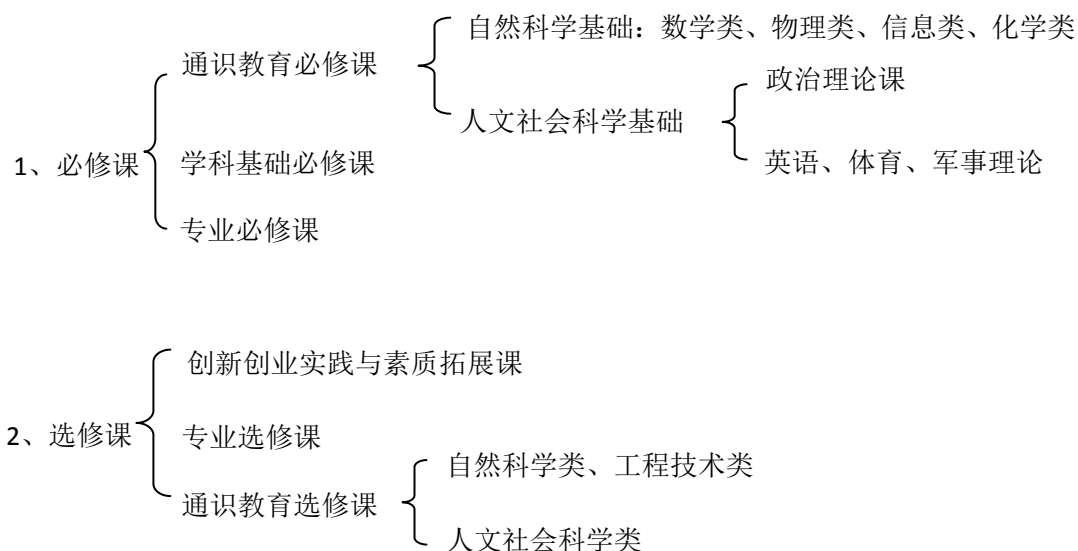 自然科学基础：数学类、物理类、信息类、化学类
通识教育必修课
政治理论课
人文社会科学基础
1、必修课
学科基础必修课
英语、体育、军事理论
专业必修课
创新创业实践与素质拓展课
2、选修课
专业选修课
自然科学类、工程技术类
通识教育选修课
人文社会科学类